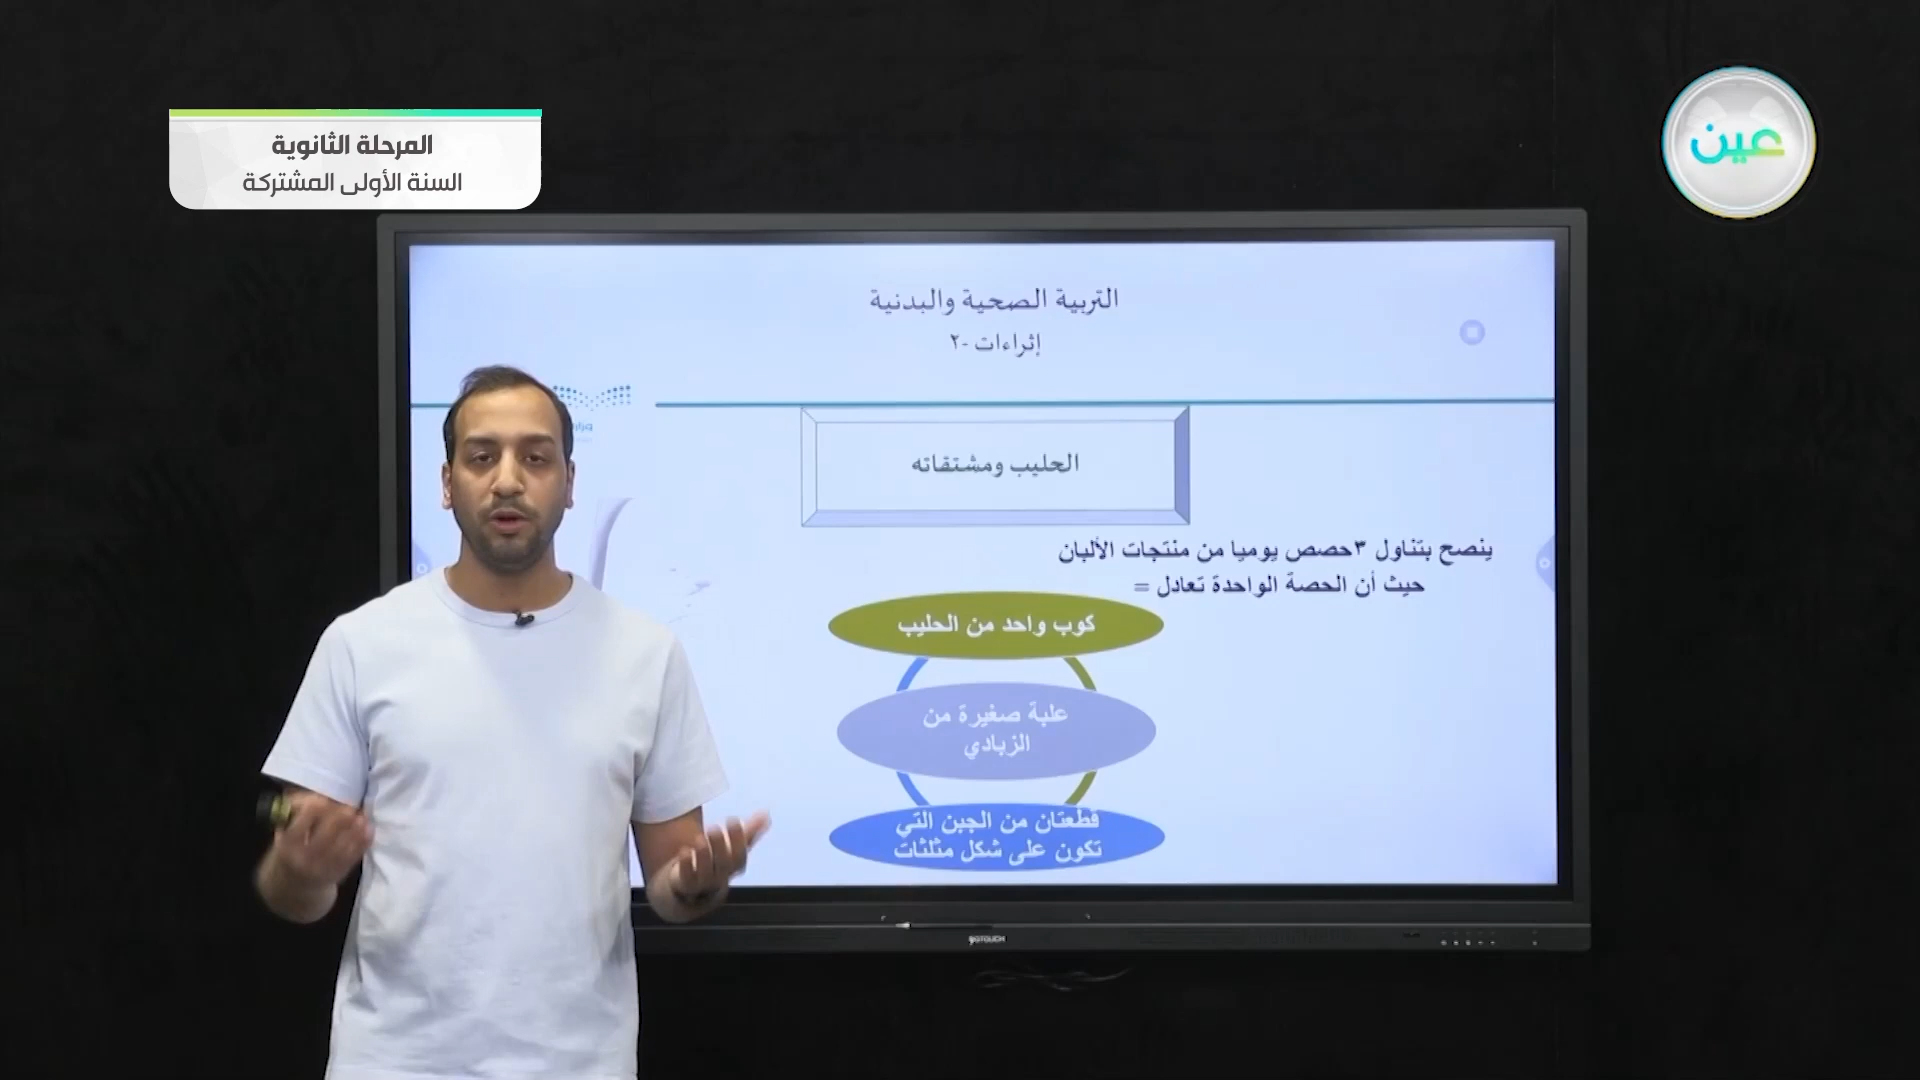 المرحلة الثانوية
السنة الأولى المشتركة
عين
التربية الصحية والبدنية
إثراءات -٢
الحليب ومشتقاته
ينصح بتناول ٣حصص يوميا من منتجات الألبان
حيث أن الحصة الواحدة تعادل =
كوب واحد من الحليب
علبة صغيرة من
الزبادي
قطعتان من الجبن التي
تكون على شكل مثلثات